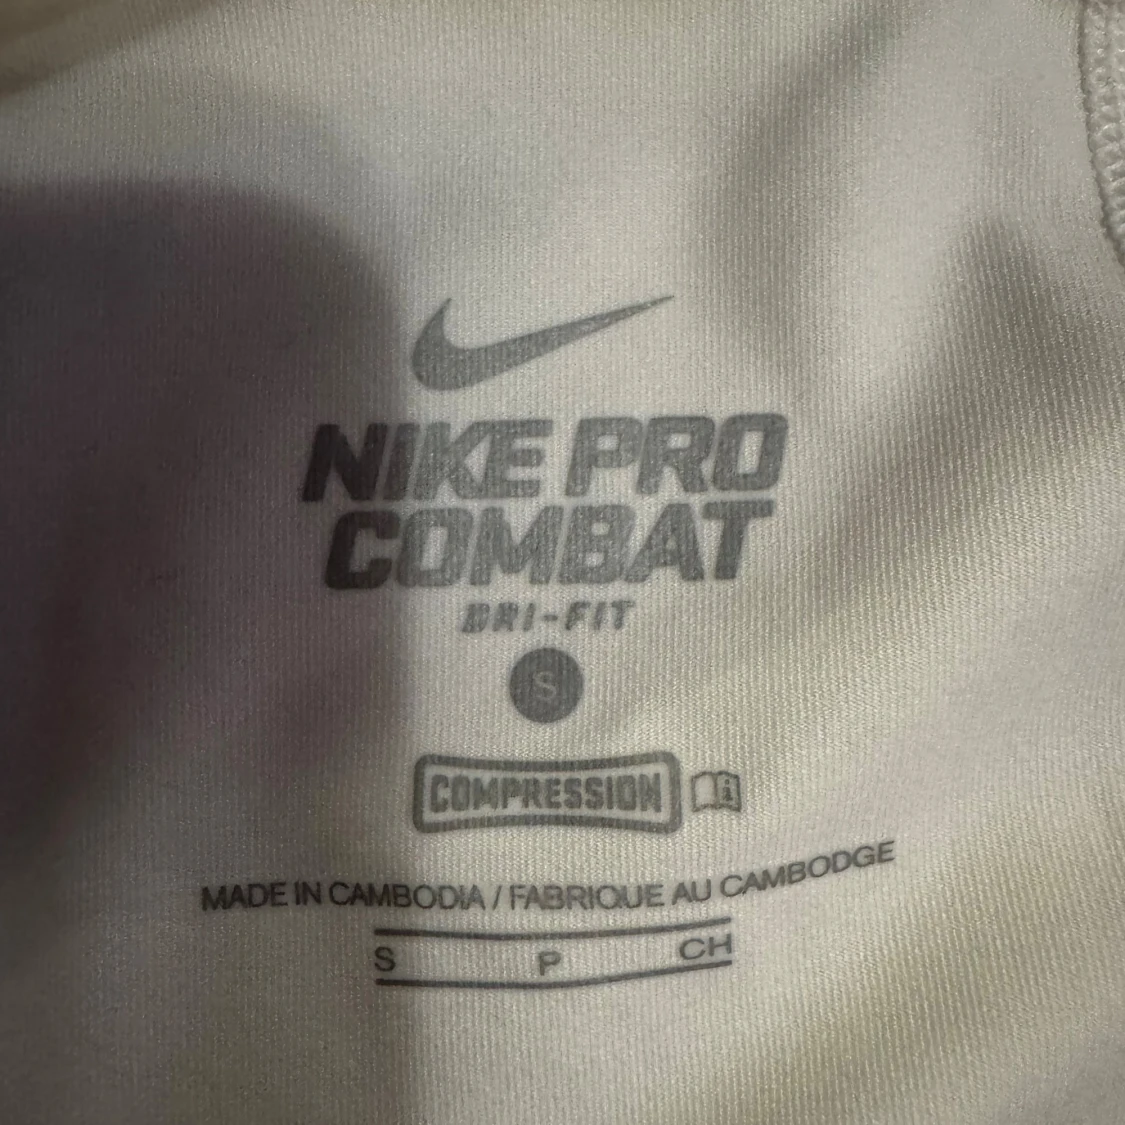 NIKE PRO
COMBAT
DRI-FIT
S
COMPRESSION
MADE IN CAMBODIA / FABRIQUE AU CAMBODGE
S P CH